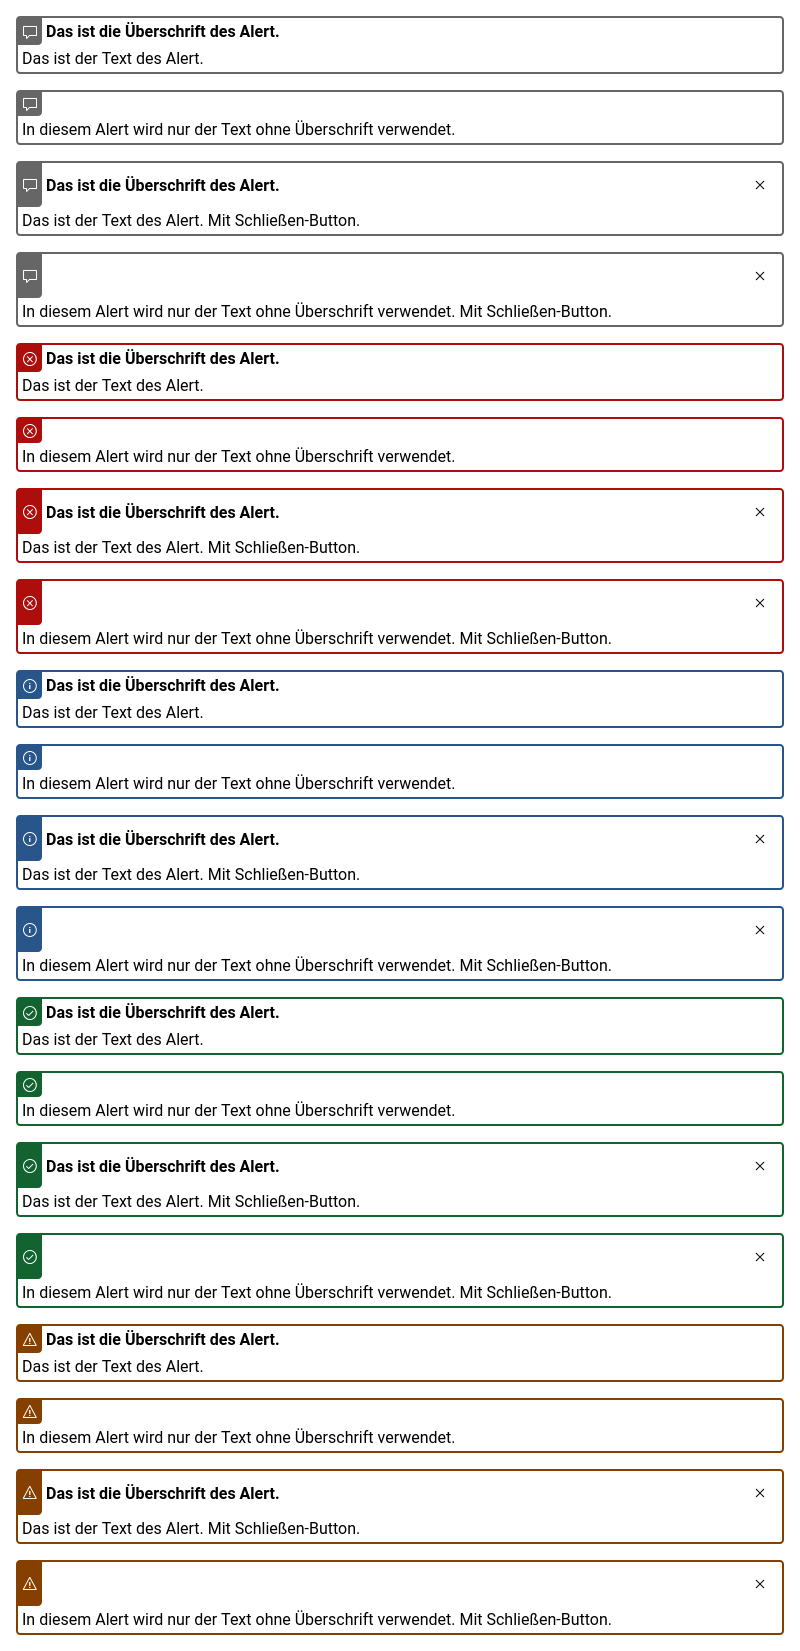 Das ist die Überschrift des Alert.
Das ist der Text des Alert.
In diesem Alert wird nur der Text ohne Überschrift verwendet.
Das ist die Überschrift des Alert.
Das ist der Text des Alert. Mit Schließen-Button.
In diesem Alert wird nur der Text ohne Überschrift verwendet. Mit Schließen-Button.
Das ist die Überschrift des Alert.
Das ist der Text des Alert.
In diesem Alert wird nur der Text ohne Überschrift verwendet.
Das ist die Überschrift des Alert.
Das ist der Text des Alert. Mit Schließen-Button.
In diesem Alert wird nur der Text ohne Überschrift verwendet. Mit Schließen-Button.
Das ist die Überschrift des Alert.
Das ist der Text des Alert.
In diesem Alert wird nur der Text ohne Überschrift verwendet.
Das ist die Überschrift des Alert.
Das ist der Text des Alert. Mit Schließen-Button.
In diesem Alert wird nur der Text ohne Überschrift verwendet. Mit Schließen-Button.
Das ist die Überschrift des Alert.
Das ist der Text des Alert.
In diesem Alert wird nur der Text ohne Überschrift verwendet.
Das ist die Überschrift des Alert.
Das ist der Text des Alert. Mit Schließen-Button.
In diesem Alert wird nur der Text ohne Überschrift verwendet. Mit Schließen-Button.
Das ist die Überschrift des Alert.
Das ist der Text des Alert.
In diesem Alert wird nur der Text ohne Überschrift verwendet.
Das ist die Überschrift des Alert.
Das ist der Text des Alert. Mit Schließen-Button.
In diesem Alert wird nur der Text ohne Überschrift verwendet. Mit Schließen-Button.